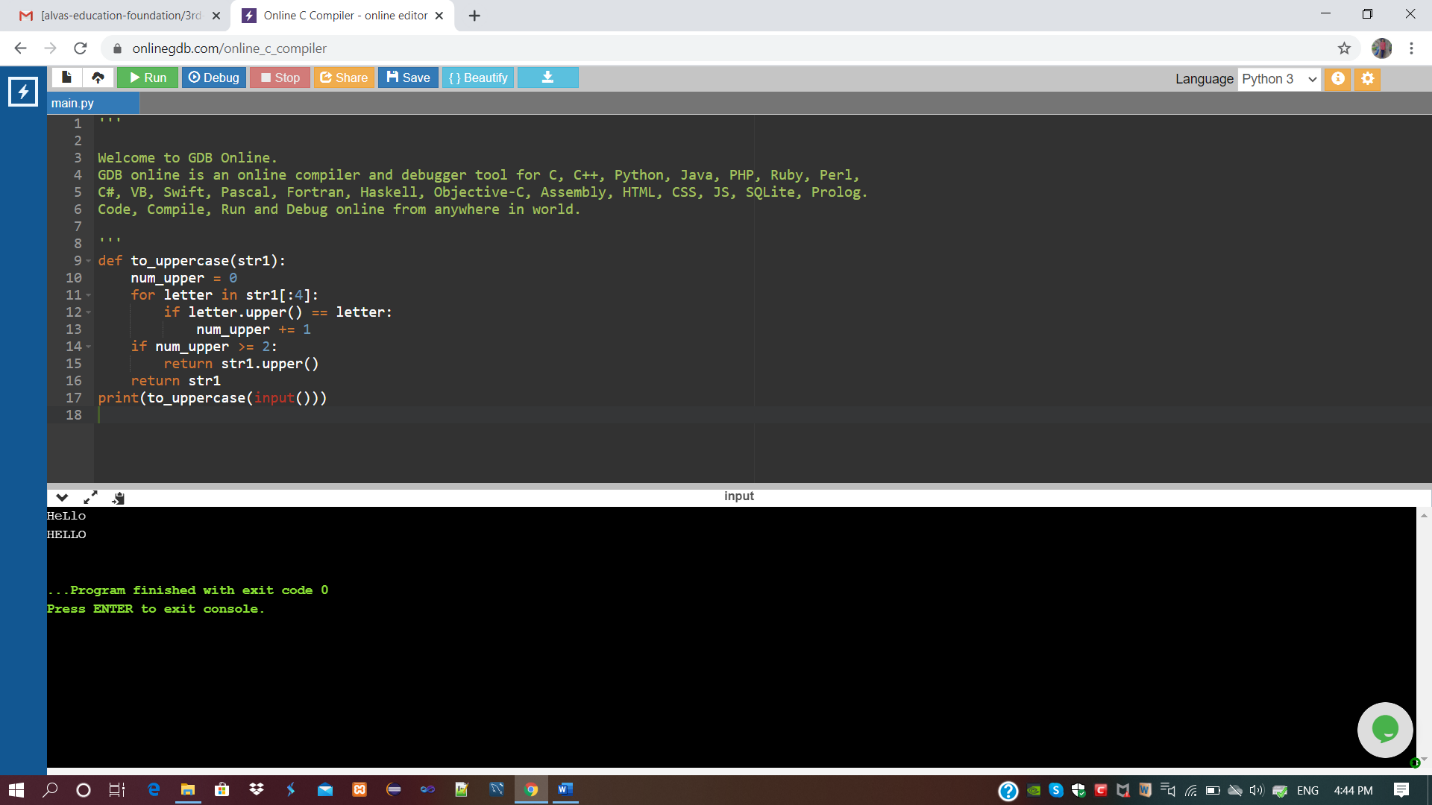 [alvas-education-foundation/3rd
Online C Compiler - online editor
onlinegdb.com/online_c_compiler
Run
Debug
Stop
Share
Save
{ } Beautify
Language
Python 3
main.py
1 '''
2
3 Welcome to GDB Online.
4 GDB online is an online compiler and debugger tool for C, C++, Python, Java, PHP, Ruby, Perl,
5 C#, VB, Swift, Pascal, Fortran, Haskell, Objective-C, Assembly, HTML, CSS, JS, SQLite, Prolog.
6 Code, Compile, Run and Debug online from anywhere in world.
7
8 '''
9 def to_uppercase(str1):
10     num_upper = 0
11     for letter in str1[:4]:
12         if letter.upper() == letter:
13             num_upper += 1
14     if num_upper >= 2:
15         return str1.upper()
16     return str1
17 print(to_uppercase(input()))
18
input
HeLlo
HELLO
...Program finished with exit code 0
Press ENTER to exit console.
ENG
4:44 PM